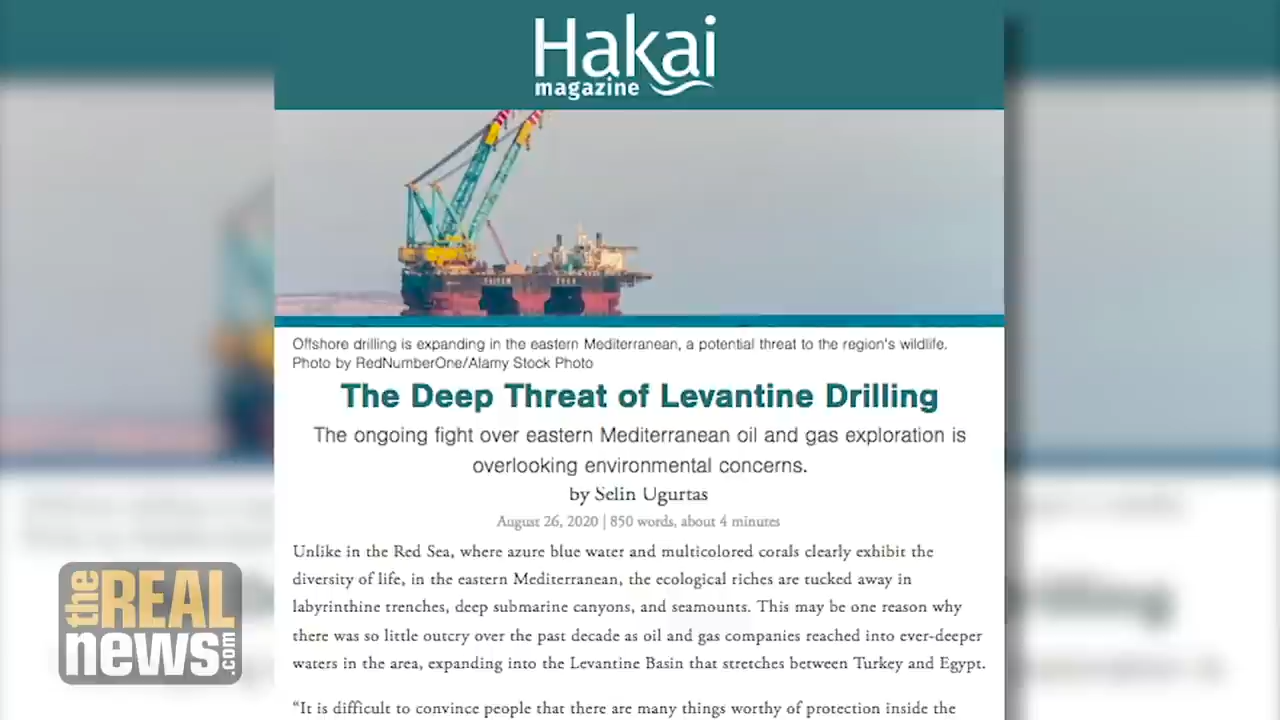 Hakai
magazine
Offshore drilling is expanding in the eastern Mediterranean, a potential threat to the region's wildlife.
Photo by RedNumberOne/Alamy Stock Photo
The Deep Threat of Levantine Drilling
The ongoing fight over eastern Mediterranean oil and gas exploration is
overlooking environmental concerns.
by Selin Ugurtas
August 26, 2020 | 850 words, about 4 minutes
Unlike in the Red Sea, where azure blue water and multicolored corals clearly exhibit the
diversity of life, in the eastern Mediterranean, the ecological riches are tucked away in
labyrinthine trenches, deep submarine canyons, and seamounts. This may be one reason why
there was so little outcry over the past decade as oil and gas companies reached into ever-deeper
waters in the area, expanding into the Levantine Basin that stretches between Turkey and Egypt.
“It is difficult to convince people that there are many things worthy of protection inside the
the REAL
news.com